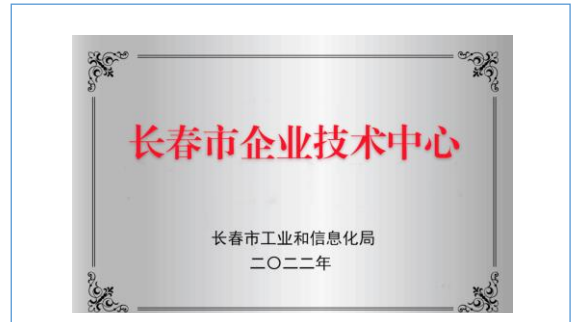 长春市企业技术中心
长春市工业和信息化局
二〇二二年